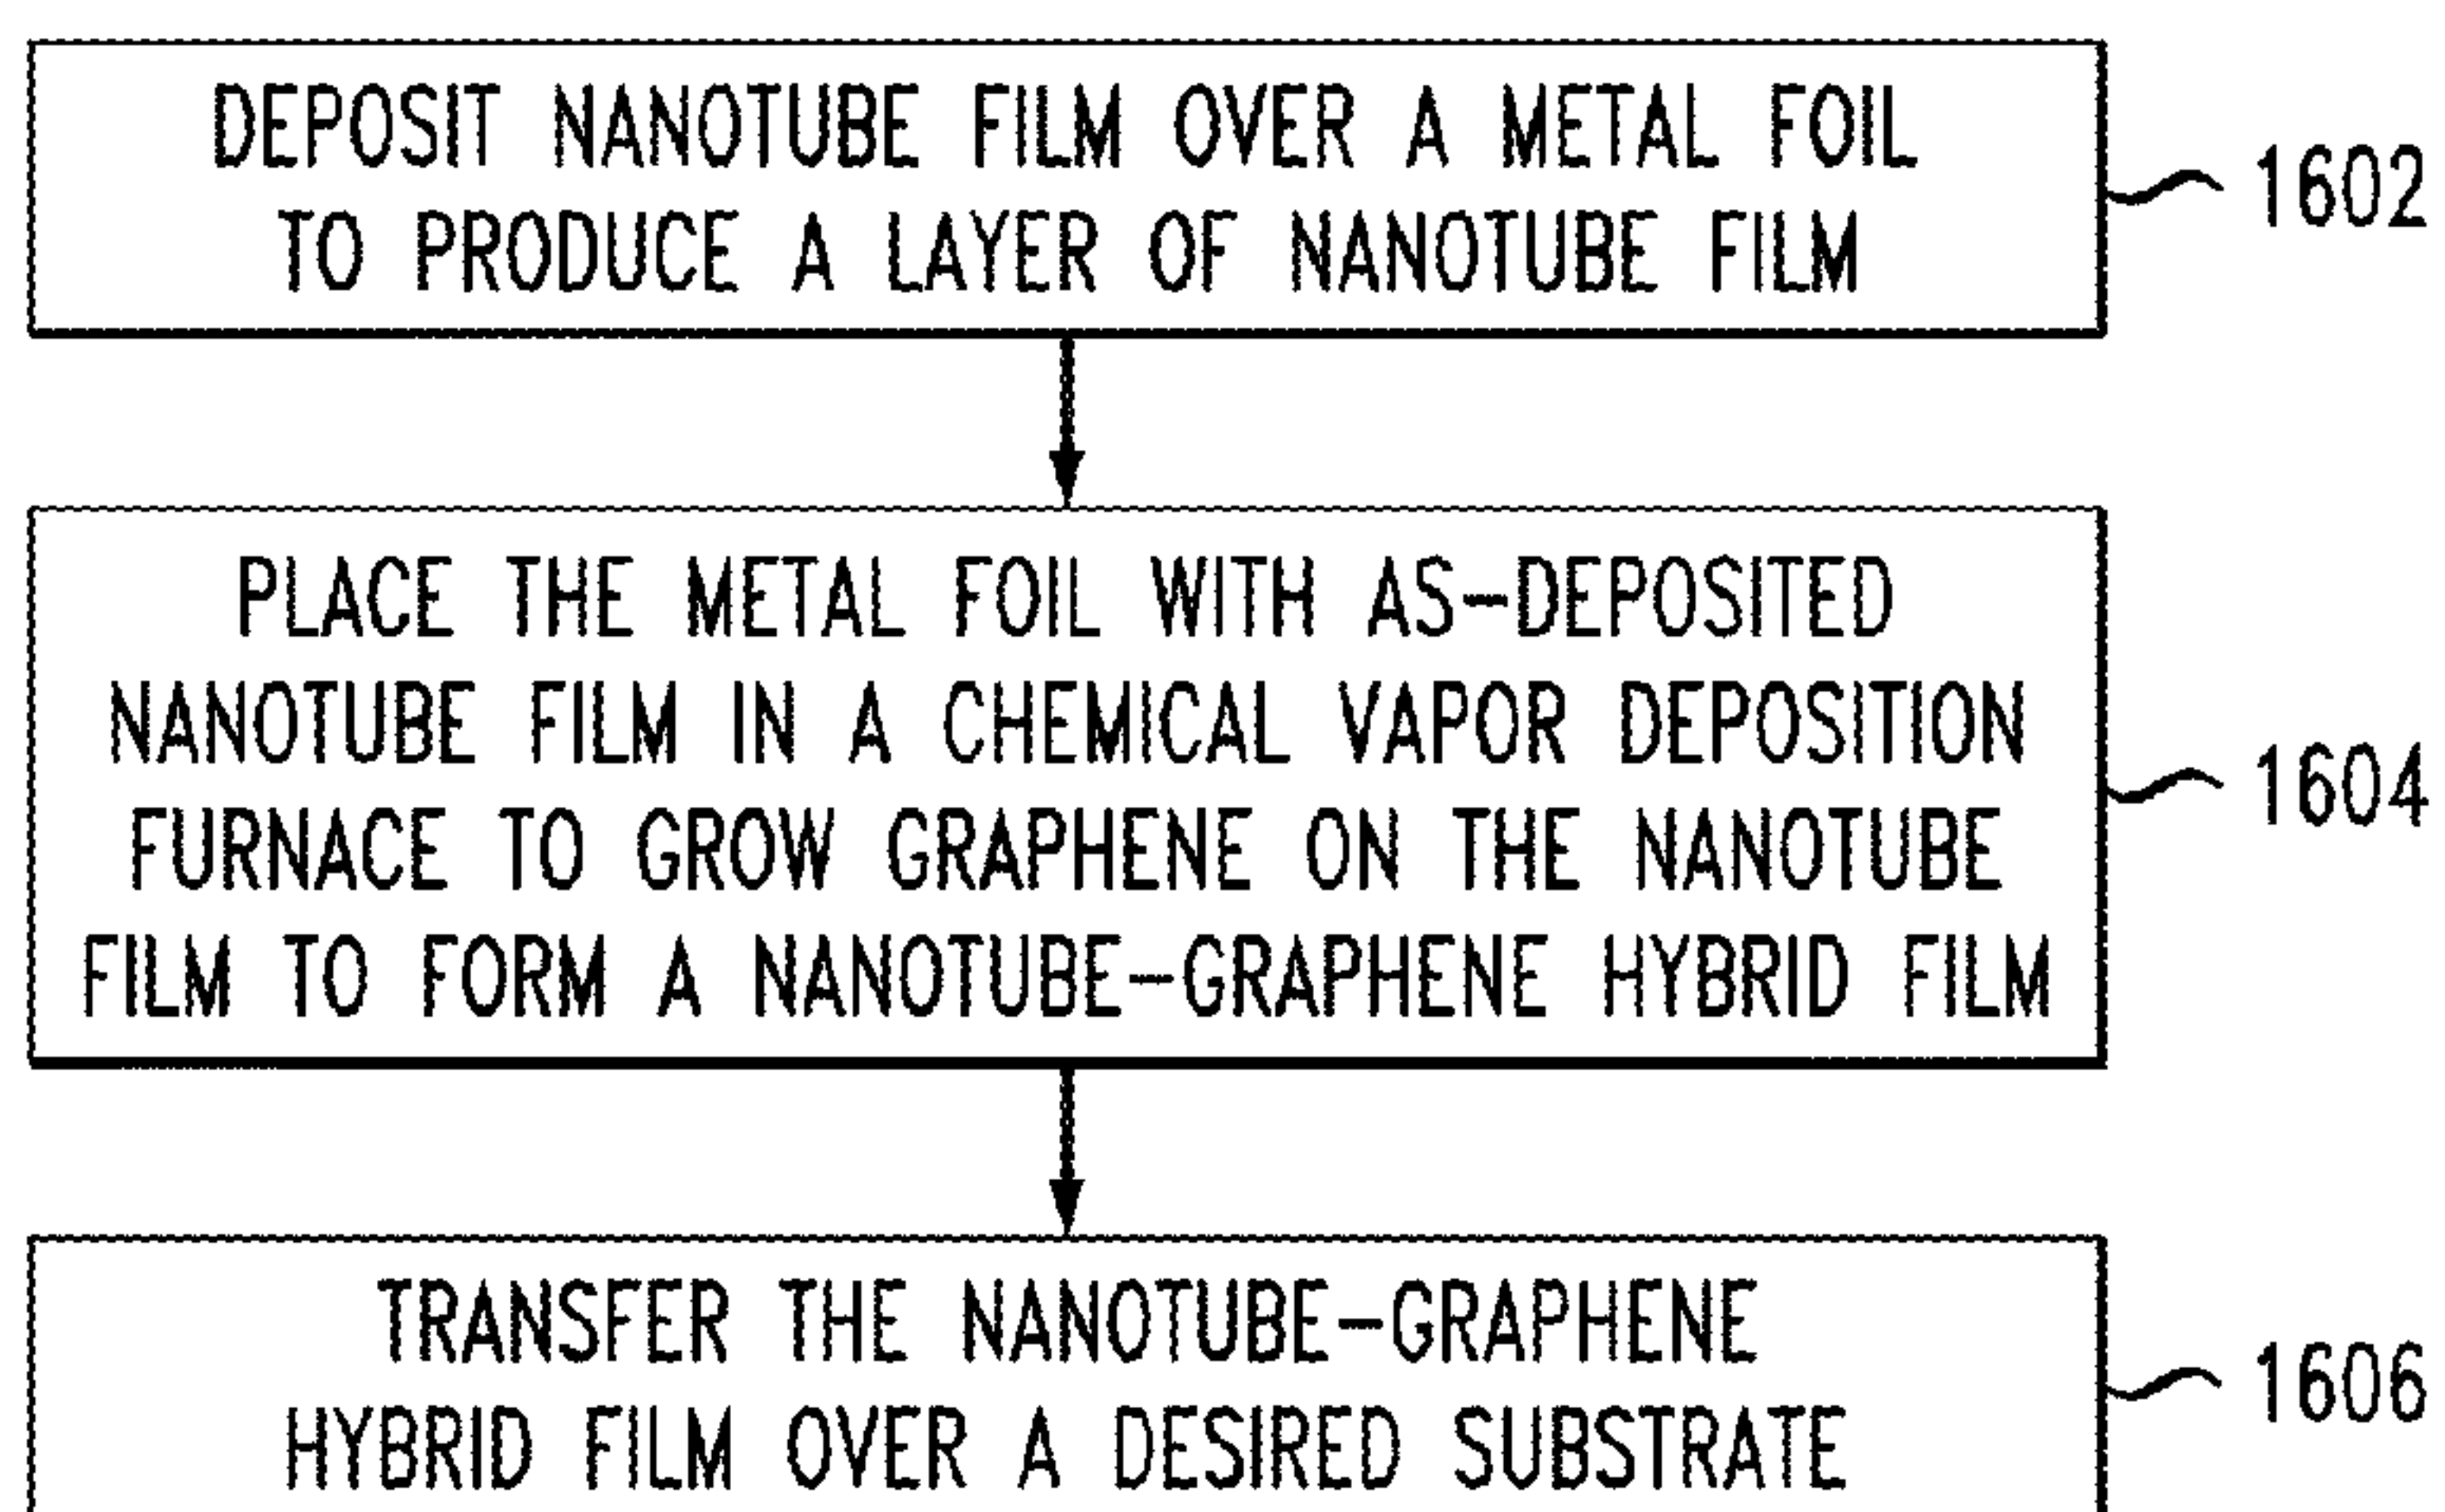 DEPOSIT NANOTUBE FILM OVER A METAL FOIL
TO PRODUCE A LAYER OF NANOTUBE FILM
1602
PLACE THE METAL FOIL WITH AS-DEPOSITED
NANOTUBE FILM IN A CHEMICAL VAPOR DEPOSITION
FURNACE TO GROW GRAPHENE ON THE NANOTUBE
FILM TO FORM A NANOTUBE-GRAPHENE HYBRID FILM
1604
TRANSFER THE NANOTUBE-GRAPHENE
HYBRID FILM OVER A DESIRED SUBSTRATE
1606